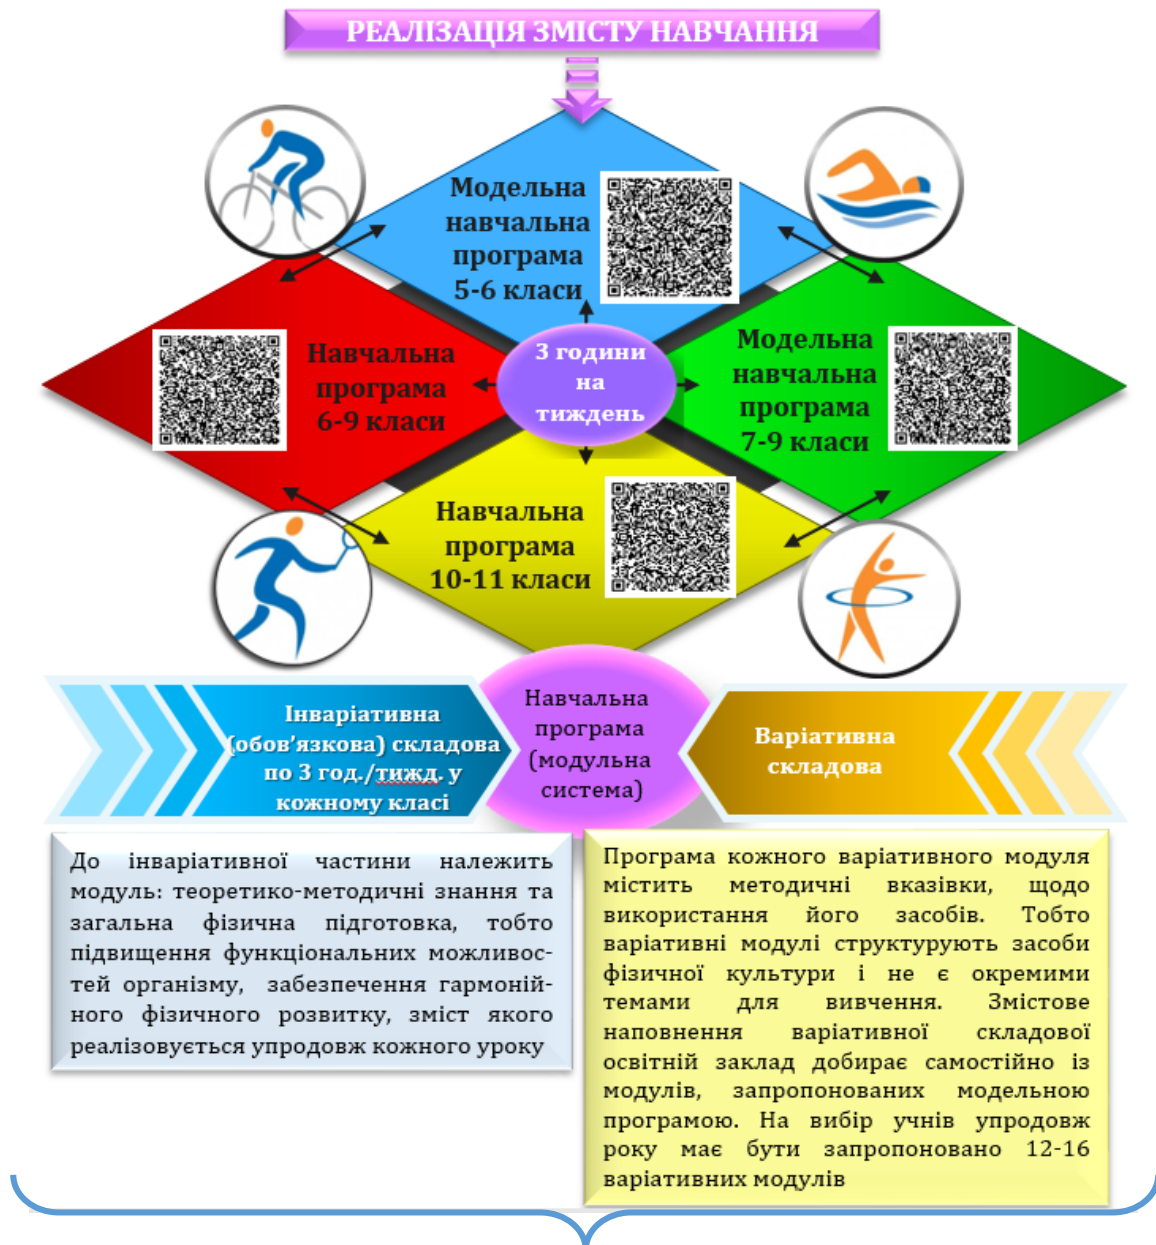 РЕАЛІЗАЦІЯ ЗМІСТУ НАВЧАННЯ
Модельна
навчальна
програма
5-6 класи
Навчальна
програма
6-9 класи
3 години
на
тиждень
Модельна
навчальна
програма
7-9 класи
Навчальна
програма
10-11 класи
Інваріативна
(обов’язкова) складова
по 3 год./тижд. у
кожному класі
Навчальна
програма
(модульна
система)
Варіативна
складова
До інваріативної частини належить
модуль: теоретико-методичні знання та
загальна фізична підготовка, тобто
підвищення функціональних можливос-
тей організму, забезпечення гармоній-
ного фізичного розвитку, зміст якого
реалізовується упродовж кожного уроку
Програма кожного варіативного модуля
містить методичні вказівки, щодо
використання його засобів. Тобто
варіативні модулі структурують засоби
фізичної культури і не є окремими
темами для вивчення. Змістове
наповнення варіативної складової
освітній заклад добирає самостійно із
модулів, запропонованих модельною
програмою. На вибір учнів упродовж
року має бути запропоновано 12-16
варіативних модулів